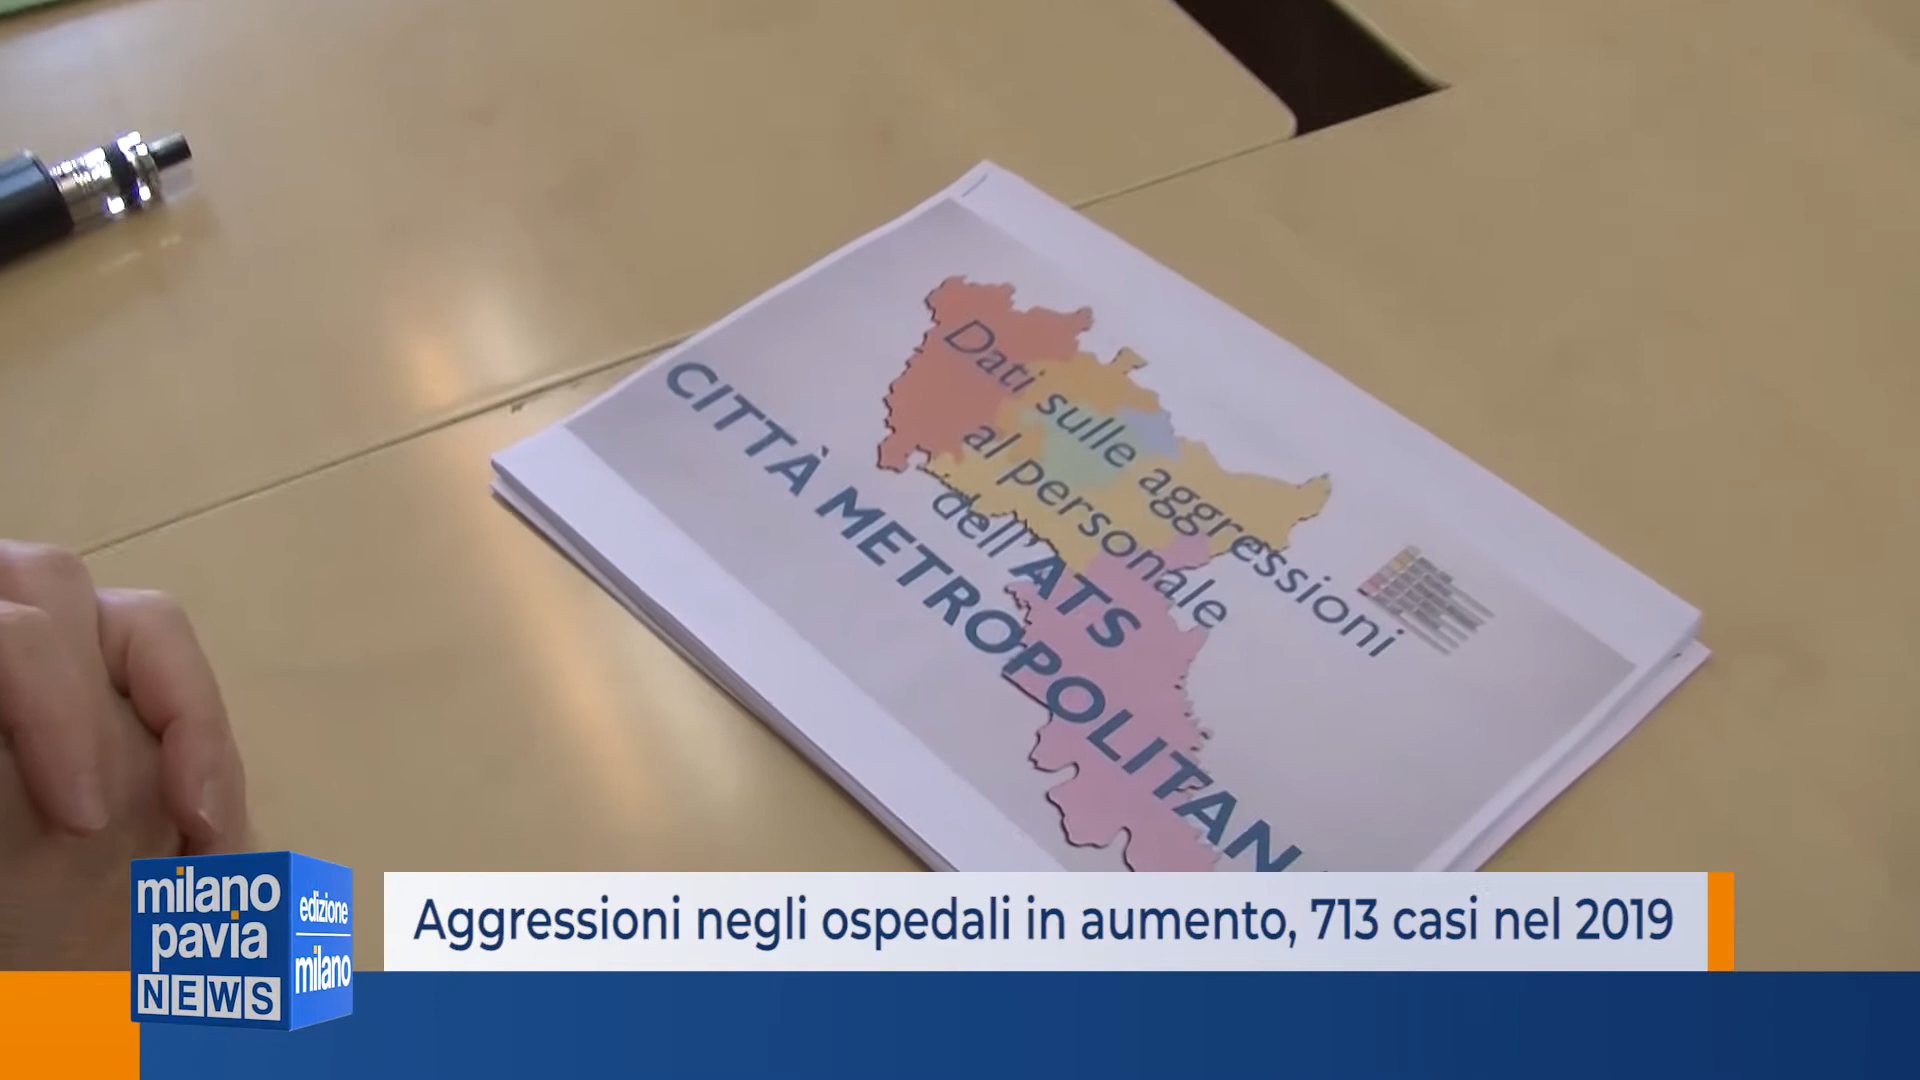 Dati sulle aggressioni
al personale
dell'ATS
CITTÀ METROPOLITAN
milano
pavia
NEWS
edizione
milano
Aggressioni negli ospedali in aumento, 713 casi nel 2019